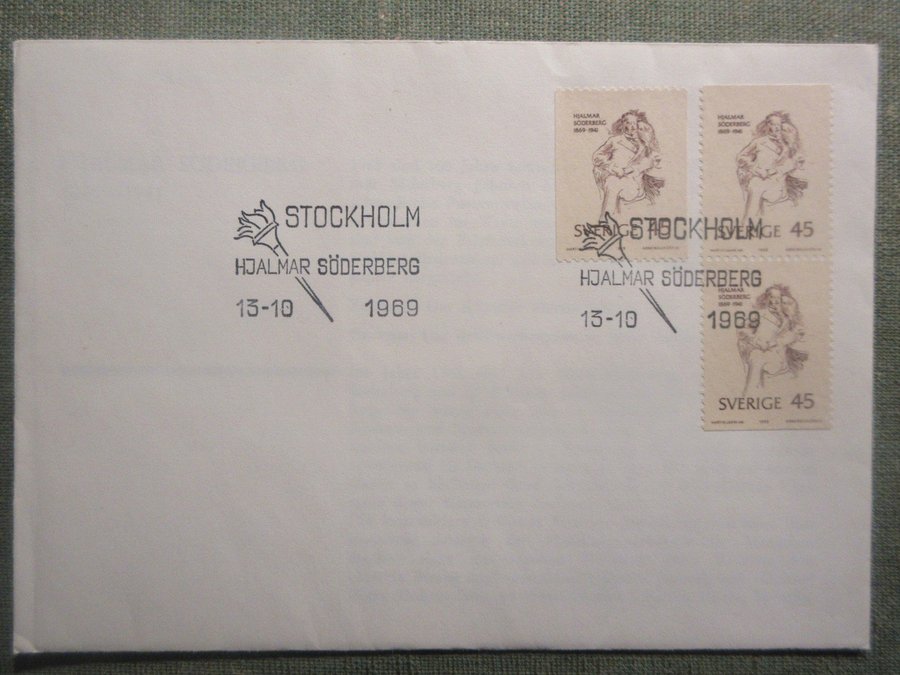 STOCKHOLM
HJALMAR SÖDERBERG
13-10 1969
HJALMAR
SÖDERBERG
1869-1941
SVERIGE 45
HJALMAR
SÖDERBERG
1869-1941
SVERIGE 45
STOCKHOLM
HJALMAR SÖDERBERG
13-10 1969
HJALMAR
SÖDERBERG
1869-1941
SVERIGE 45